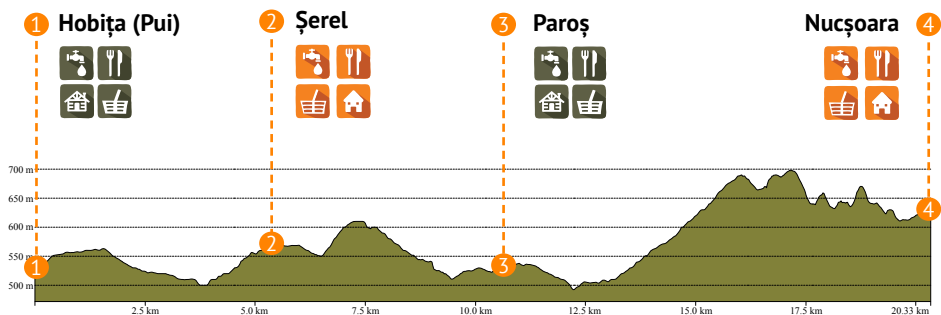 1 Hobița (Pui)
2 Șerel
3 Paroș
Nucșoara 4
700 m
650 m
600 m
550 m
500 m
1
2
3
4
2.5 km 5.0 km 7.5 km 10.0 km 12.5 km 15.0 km 17.5 km 20.33 km